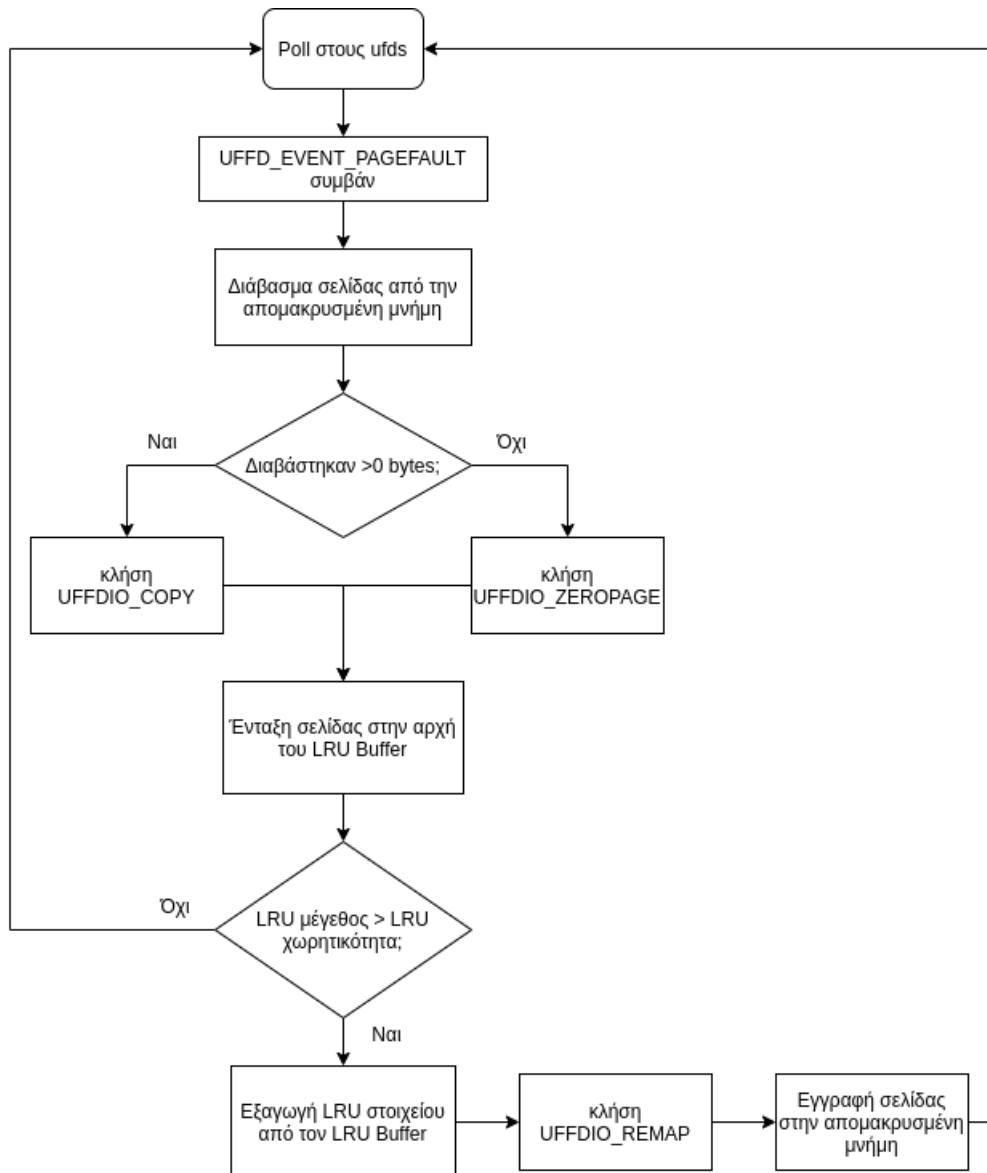 Poll στους ufds
UFFD_EVENT_PAGEFAULT
συμβάν
Διάβασμα σελίδας από την
απομακρυσμένη μνήμη
Ναι
Όχι
Διαβάστηκαν >0 bytes;
κλήση
UFFDIO_COPY
κλήση
UFFDIO_ZEROPAGE
Ένταξη σελίδας στην αρχή
του LRU Buffer
Όχι
LRU μέγεθος > LRU
χωρητικότητα;
Ναι
Εξαγωγή LRU στοιχείου
από τον LRU Buffer
κλήση
UFFDIO_REMAP
Εγγραφή σελίδας
στην απομακρυσμένη
μνήμη